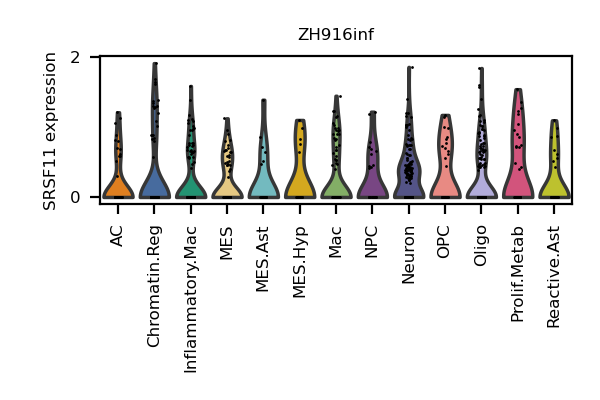 ZH916inf
SRSF11 expression
2
0
AC
Chromatin.Reg
Inflammatory.Mac
MES
MES.Ast
MES.Hyp
Mac
NPC
Neuron
OPC
Oligo
Prolif.Metab
Reactive.Ast